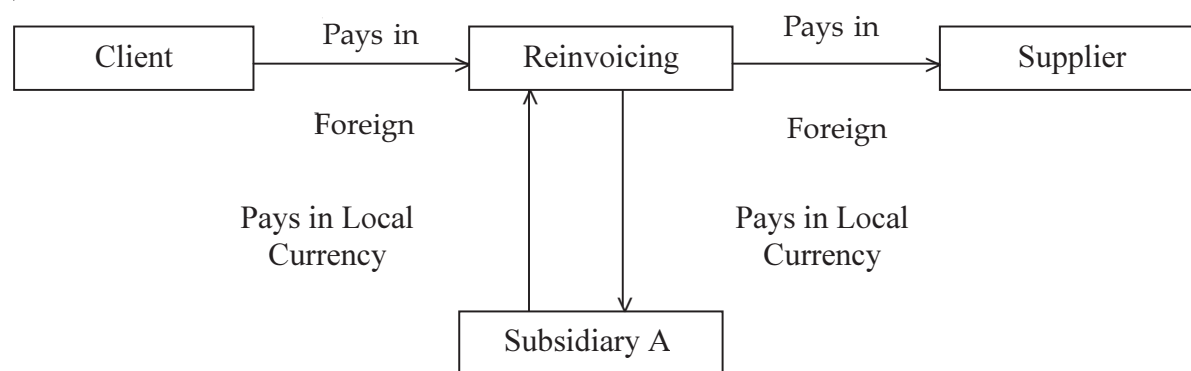 Client
Pays in
Reinvoicing
Pays in
Supplier
Foreign
Foreign
Pays in Local
Currency
Pays in Local
Currency
Subsidiary A